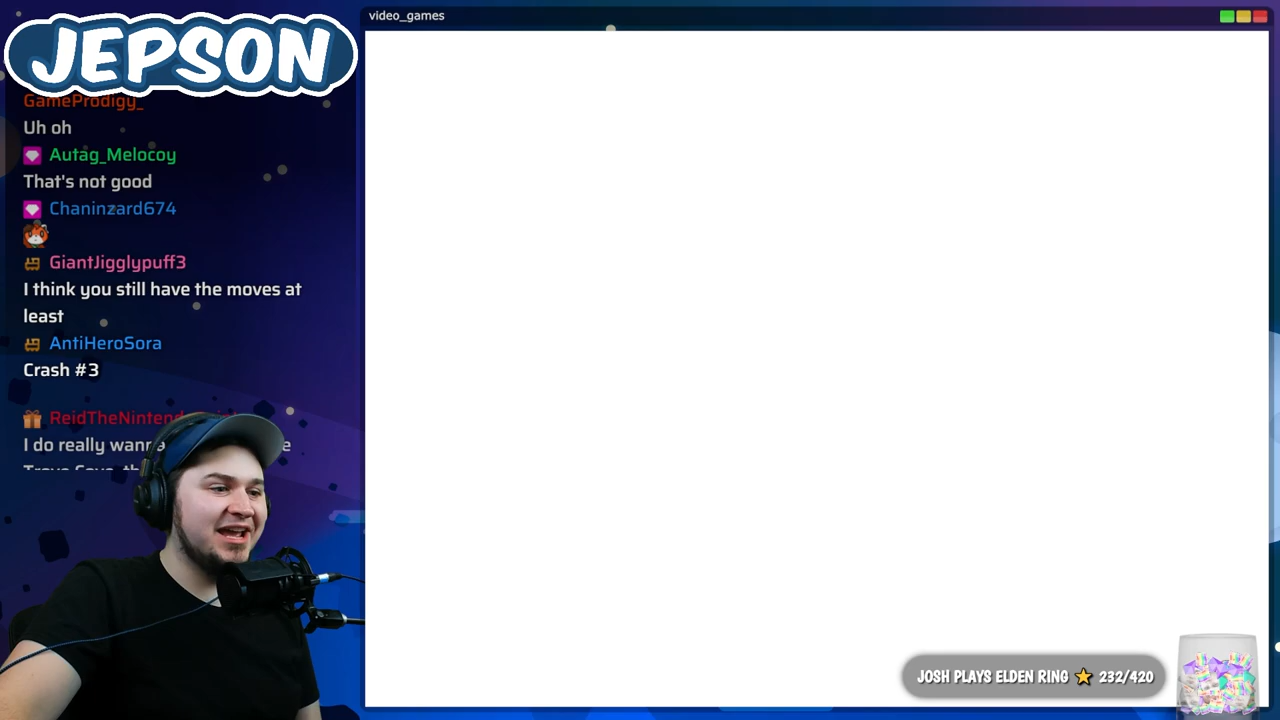 JEPSON
video_games
GameProdigy_
Uh oh
Autag_Melocoy
That's not good
Chaninzard674
GiantJigglypuff3
I think you still have the moves at
least
AntiHeroSora
Crash #3
I do really
JOSH PLAYS ELDEN RING ⭐ 232/420